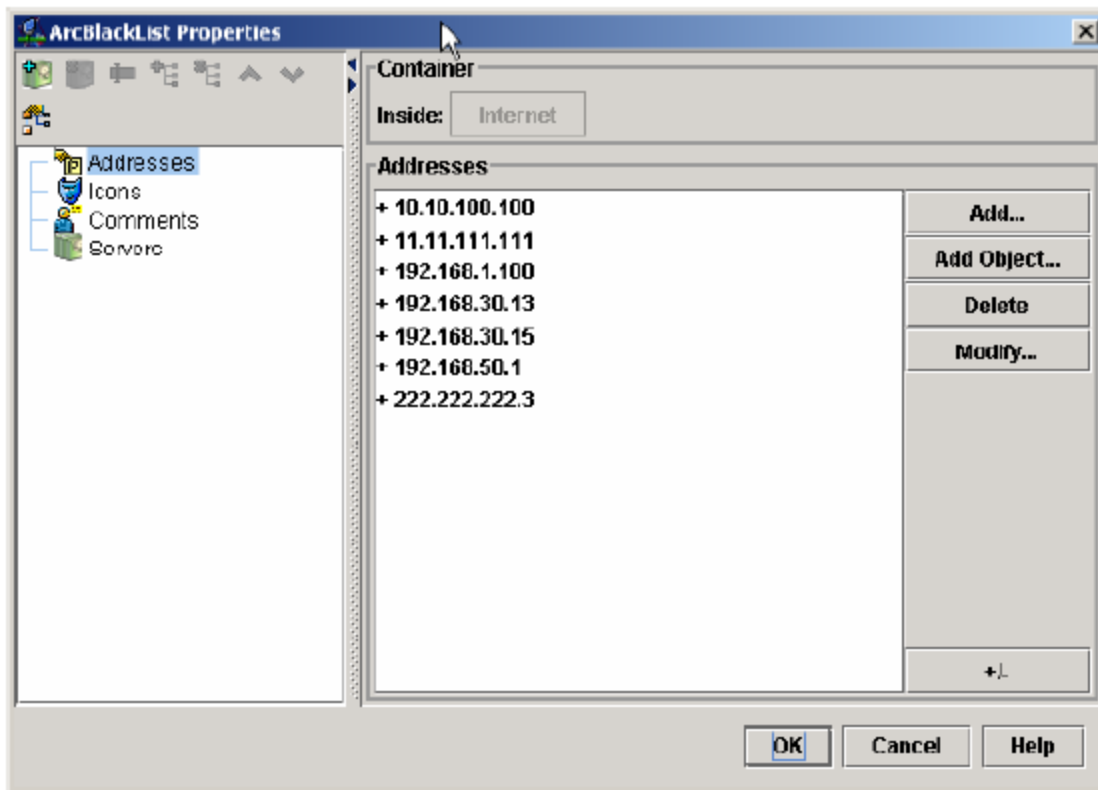 ArcBlackList Properties
Container
Inside: Internet
Addresses
Icons
Comments
Servers
Addresses
+ 10.10.100.100
+ 11.11.111.111
+ 192.168.1.100
+ 192.168.30.13
+ 192.168.30.15
+ 192.168.50.1
+ 222.222.222.3
Add...
Add Object...
Delete
Modify...
+/-
OK
Cancel
Help